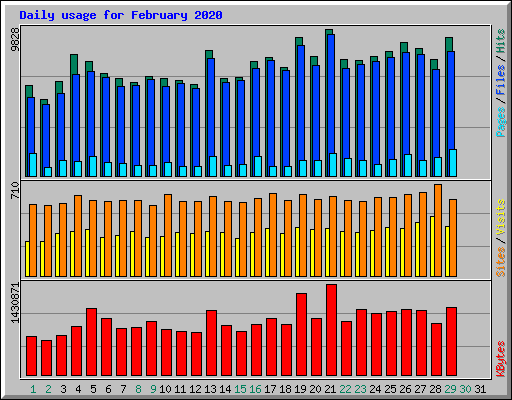 Daily usage for February 2020
9828
Pages / Files / Hits
710
Sites / Visits
1430871
KBytes
1 2 3 4 5 6 7 8 9 10 11 12 13 14 15 16 17 18 19 20 21 22 23 24 25 26 27 28 29 30 31